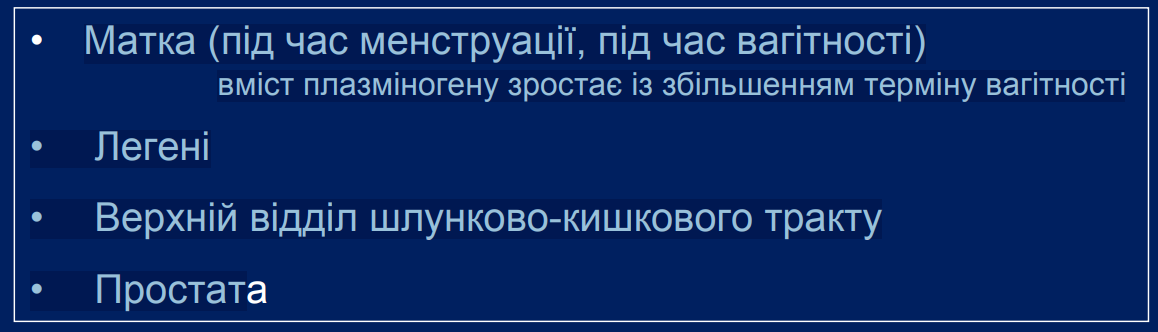 • Матка (під час менструації, під час вагітності)
вміст плазміногену зростає із збільшенням терміну вагітності
• Легені
• Верхній відділ шлунково-кишкового тракту
• Простата